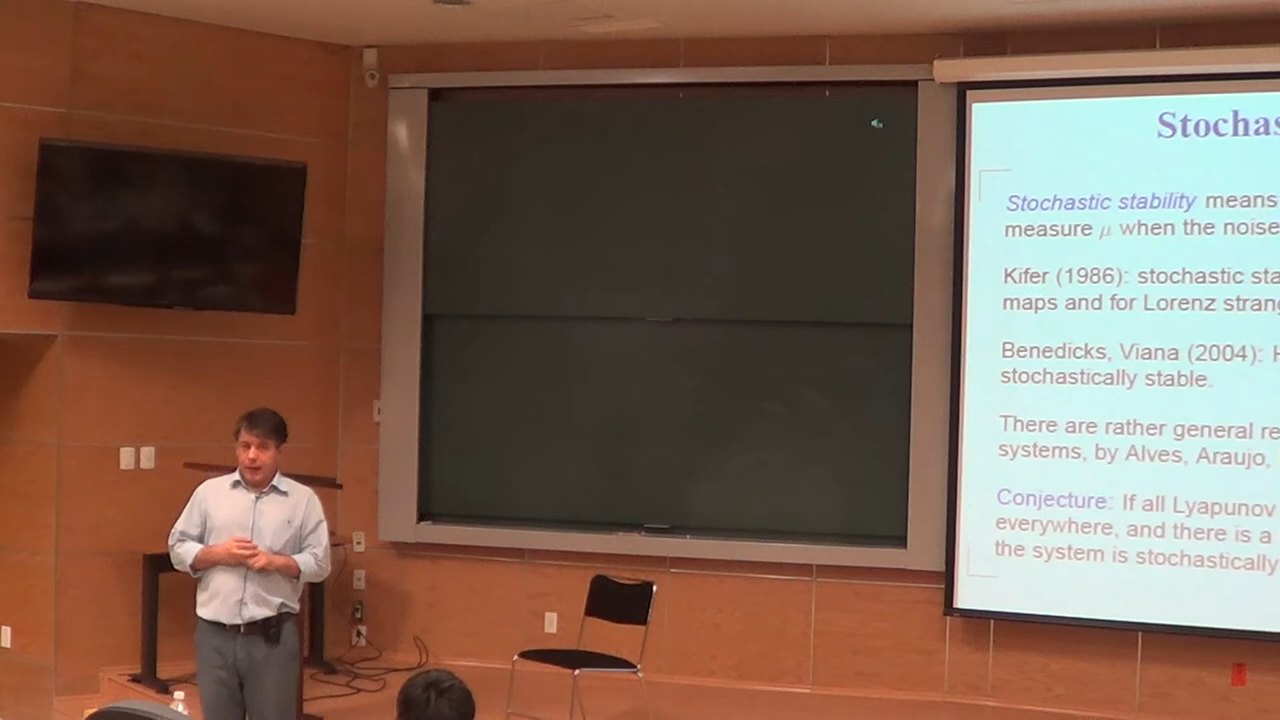 Stochas
Stochastic stability means
measure μ when the noise
Kifer (1986): stochastic sta
maps and for Lorenz strang
Benedicks, Viana (2004): H
stochastically stable.
There are rather general re
systems, by Alves, Araujo,
Conjecture: If all Lyapunov
everywhere, and there is a
the system is stochastically